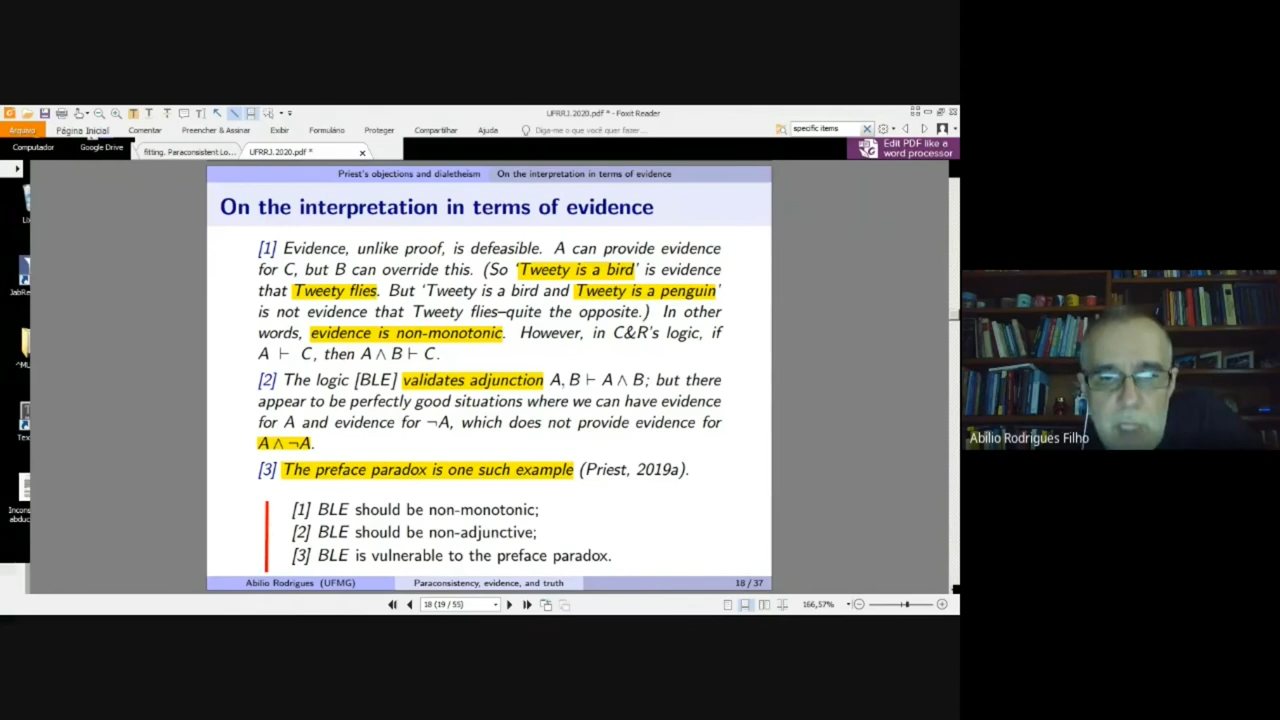 UFRRJ.2020.pdf * - Foxit Reader
Arquivo Página Inicial Comentar Preencher & Assinar Exibir Formulário Proteger Compartilhar Ajuda Diga-me o que você quer fazer... specific items
Computador Google Drive fitting. Paraconsistent Lo... UFRRJ.2020.pdf * Edit PDF like a
word processor
Priest's objections and dialetheism On the interpretation in terms of evidence
On the interpretation in terms of evidence
[1] Evidence, unlike proof, is defeasible. A can provide evidence
for C, but B can override this. (So 'Tweety is a bird' is evidence
that Tweety flies. But 'Tweety is a bird and Tweety is a penguin'
is not evidence that Tweety flies–quite the opposite.) In other
words, evidence is non-monotonic. However, in C&R's logic, if
A ⊢ C, then A ∧ B ⊢ C.
[2] The logic [BLE] validates adjunction A, B ⊢ A ∧ B; but there
appear to be perfectly good situations where we can have evidence
for A and evidence for ¬A, which does not provide evidence for
A ∧ ¬A.
[3] The preface paradox is one such example (Priest, 2019a).
[1] BLE should be non-monotonic;
[2] BLE should be non-adjunctive;
[3] BLE is vulnerable to the preface paradox.
Abilio Rodrigues (UFMG) Paraconsistency, evidence, and truth 18 / 37
18 (19 / 55) 166,57%
Abílio Rodrigues Filho